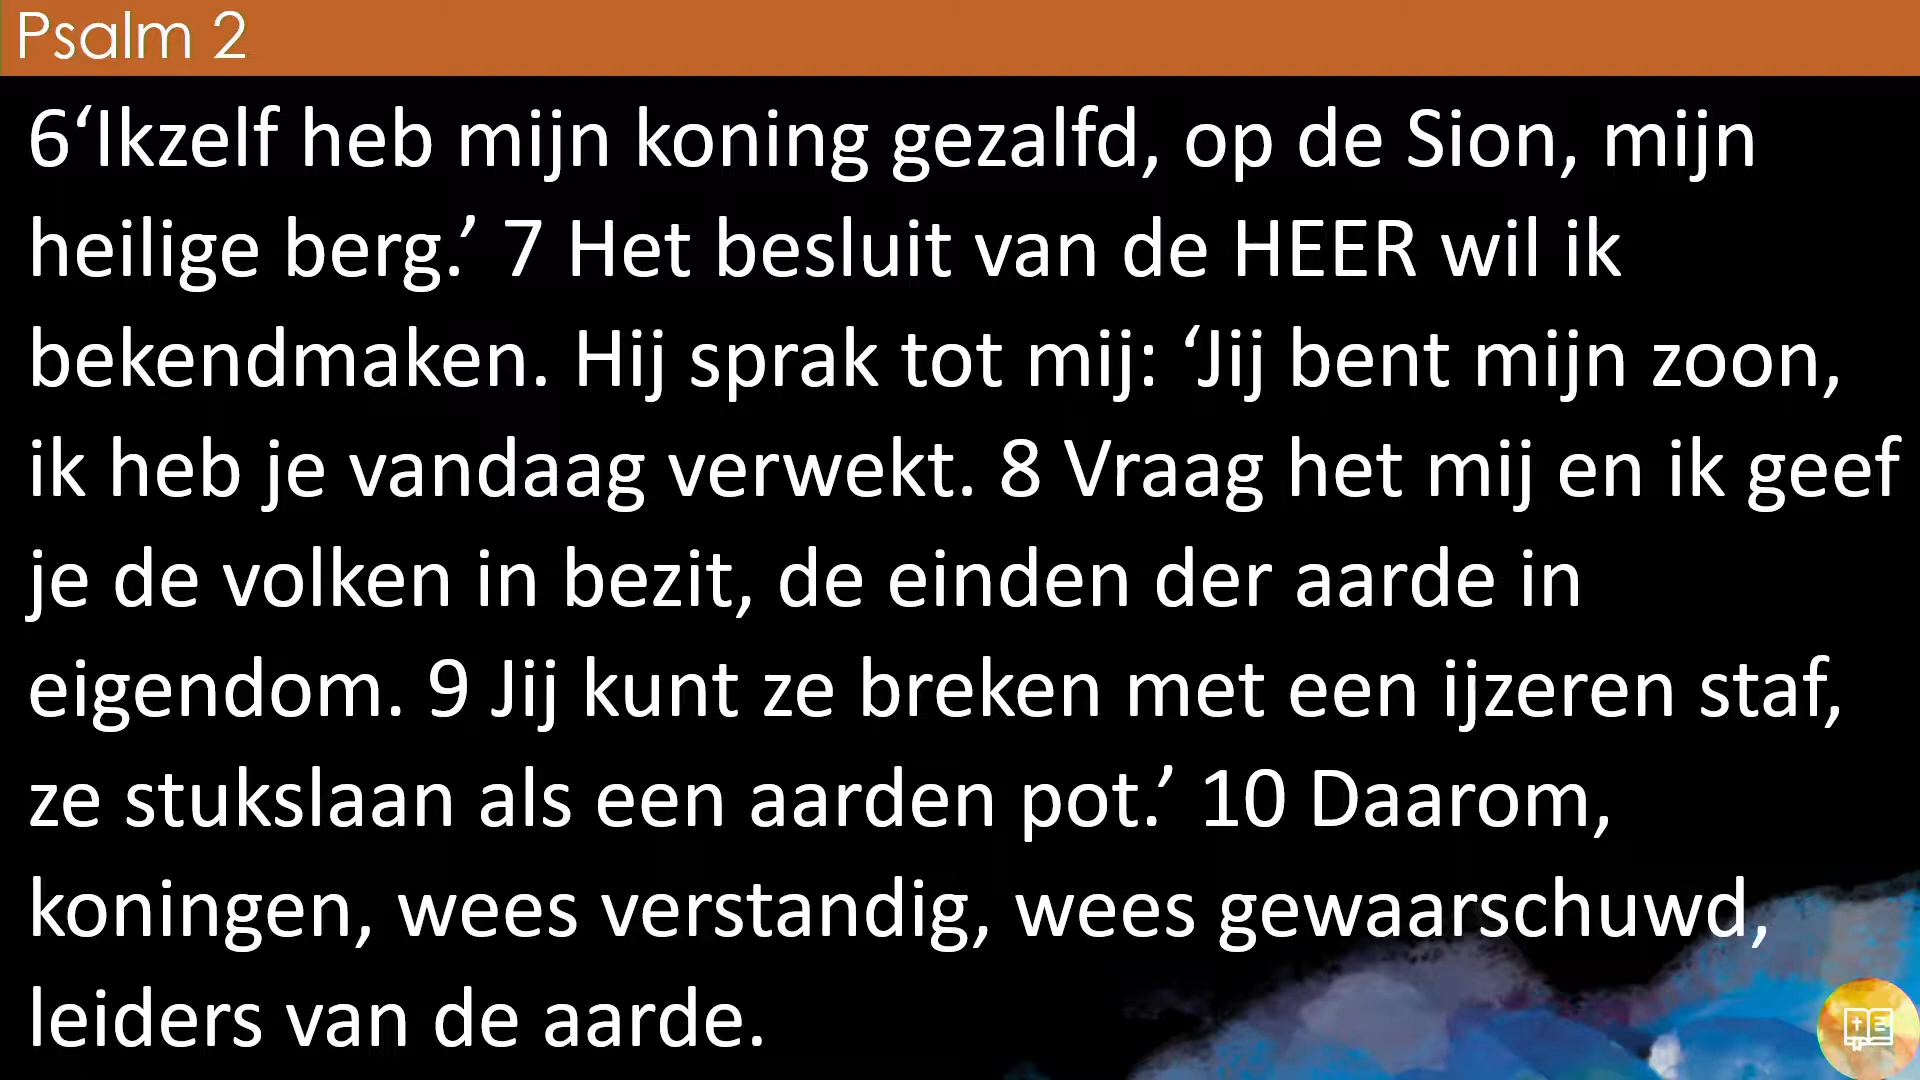 Psalm 2
6‘Ikzelf heb mijn koning gezalfd, op de Sion, mijn
heilige berg.’ 7 Het besluit van de HEER wil ik
bekendmaken. Hij sprak tot mij: ‘Jij bent mijn zoon,
ik heb je vandaag verwekt. 8 Vraag het mij en ik geef
je de volken in bezit, de einden der aarde in
eigendom. 9 Jij kunt ze breken met een ijzeren staf,
ze stukslaan als een aarden pot.’ 10 Daarom,
koningen, wees verstandig, wees gewaarschuwd,
leiders van de aarde.